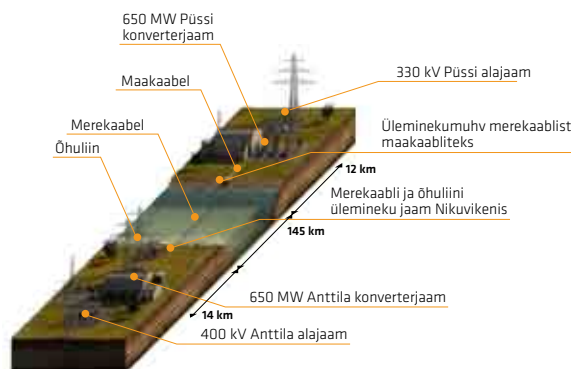 650 MW Püssi
konverterjaam
330 kV Püssi alajaam
Maakaabel
Merekaabel
Üleminekumuhv merekaablist
maakaabliteks
Õhuliin
12 km
Merekaabli ja õhuliini
ülemineku jaam Nikuvikenis
145 km
650 MW Anttila konverterjaam
14 km
400 kV Anttila alajaam